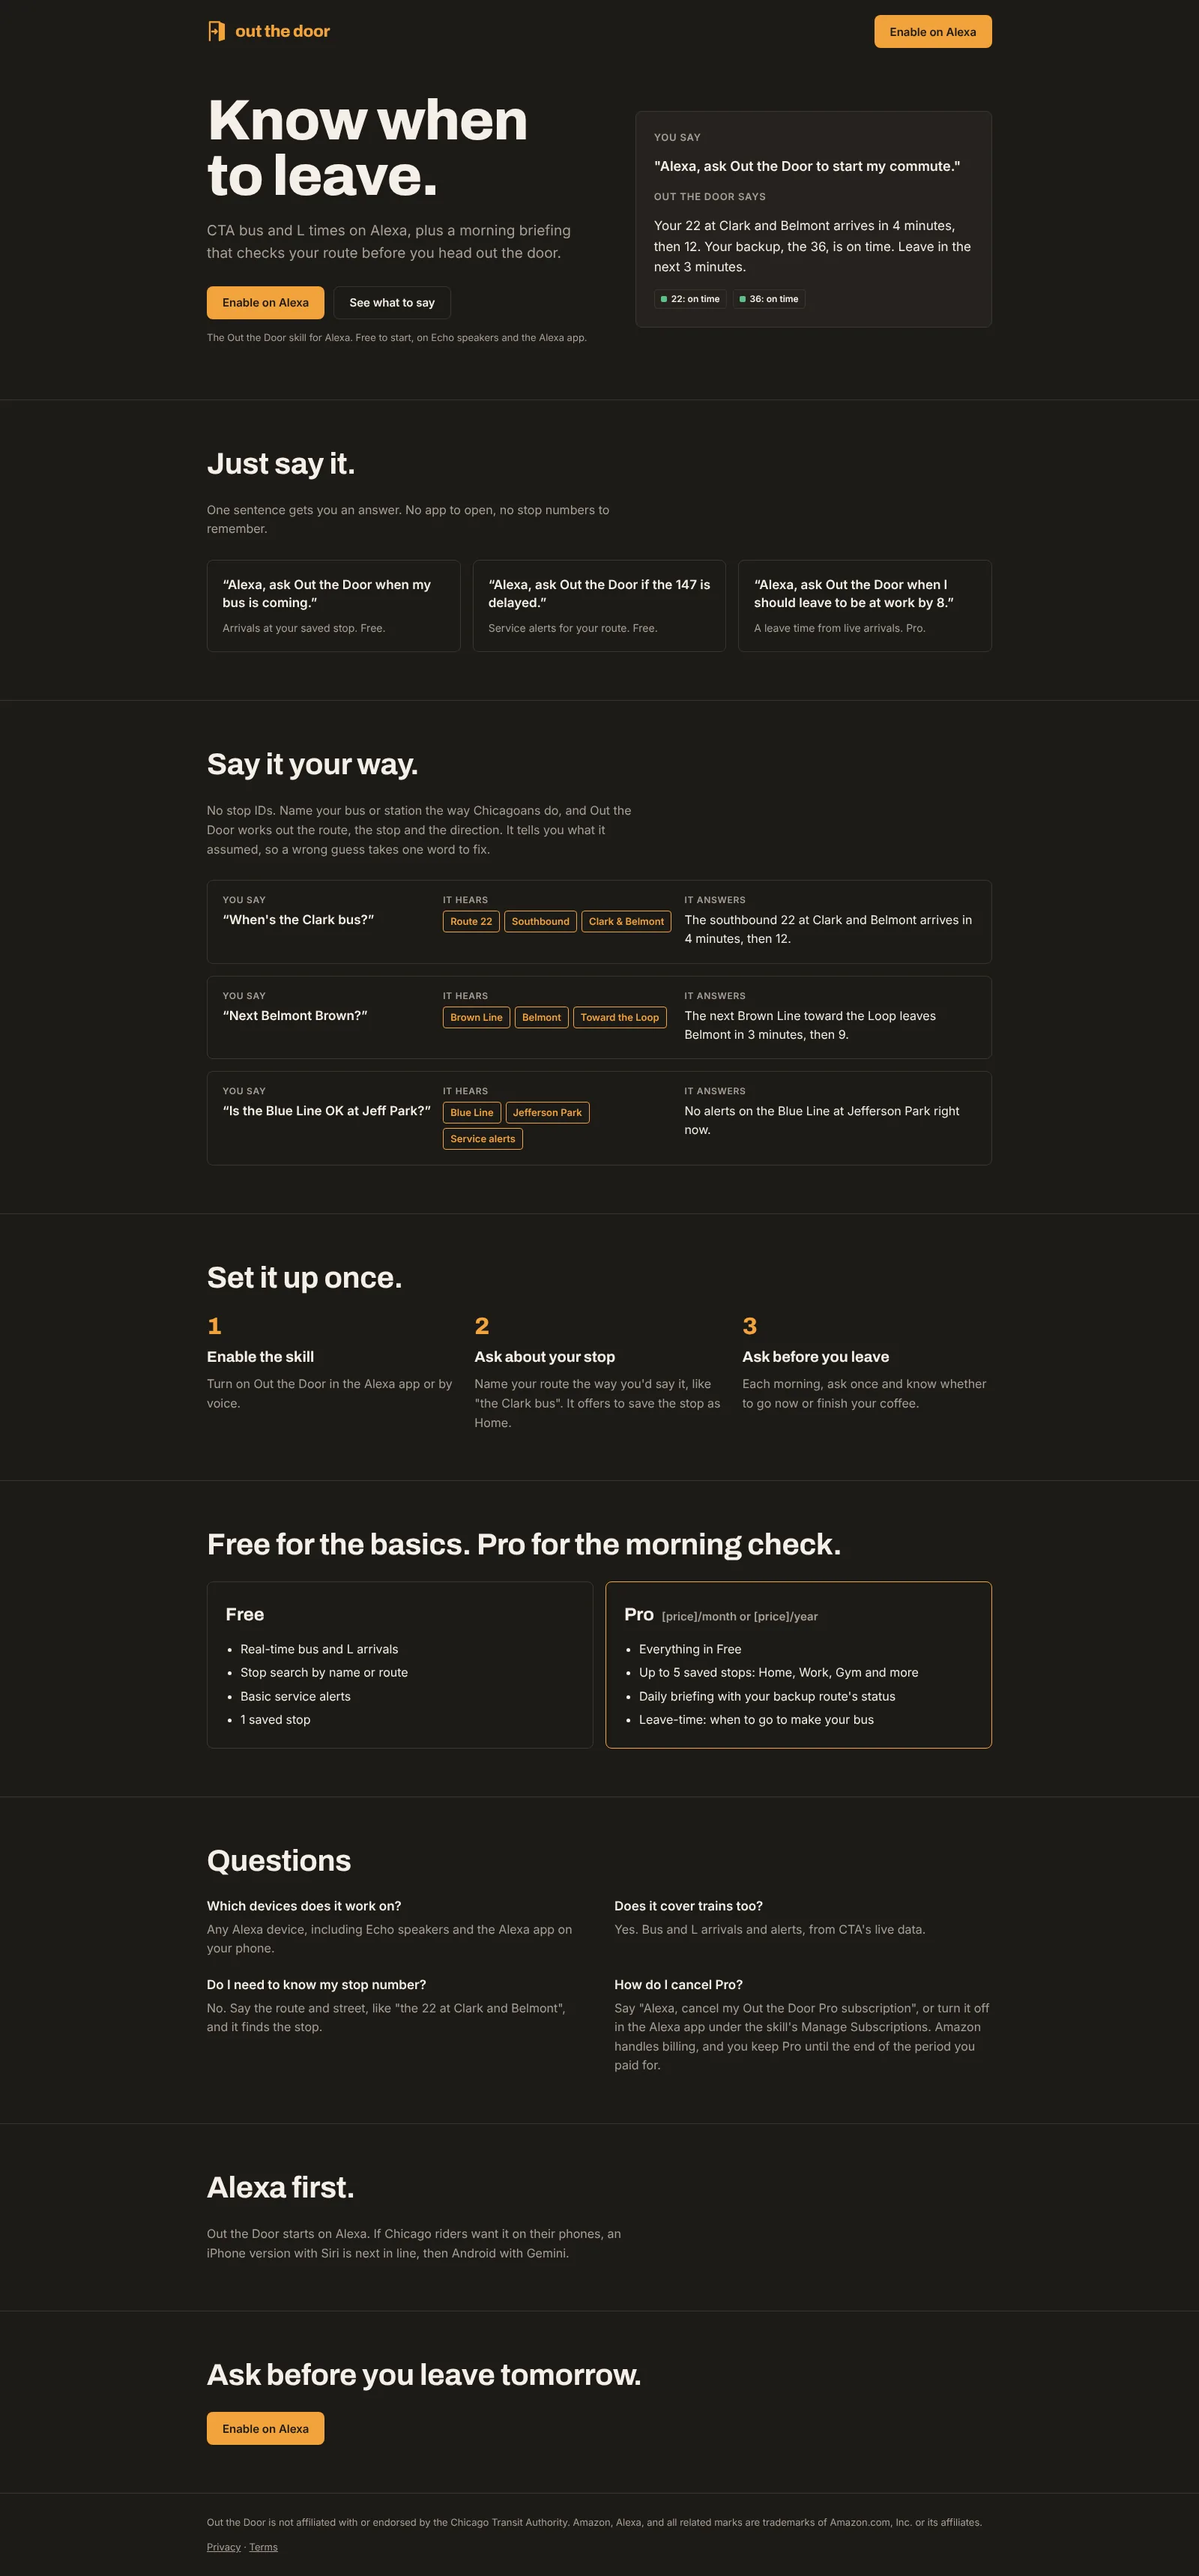 out the door
Enable on Alexa
Know when
to leave.
CTA bus and L times on Alexa, plus a morning briefing
that checks your route before you head out the door.
Enable on Alexa
See what to say
The Out the Door skill for Alexa. Free to start, on Echo speakers and the Alexa app.
YOU SAY
"Alexa, ask Out the Door to start my commute."
OUT THE DOOR SAYS
Your 22 at Clark and Belmont arrives in 4 minutes,
then 12. Your backup, the 36, is on time. Leave in the
next 3 minutes.
22: on time
36: on time
Just say it.
One sentence gets you an answer. No app to open, no stop numbers to
remember.
“Alexa, ask Out the Door when my
bus is coming.”
Arrivals at your saved stop. Free.
“Alexa, ask Out the Door if the 147 is
delayed.”
Service alerts for your route. Free.
“Alexa, ask Out the Door when I
should leave to be at work by 8.”
A leave time from live arrivals. Pro.
Say it your way.
No stop IDs. Name your bus or station the way Chicagoans do, and Out the
Door works out the route, the stop and the direction. It tells you what it
assumed, so a wrong guess takes one word to fix.
YOU SAY
“When's the Clark bus?”
IT HEARS
Route 22
Southbound
Clark & Belmont
IT ANSWERS
The southbound 22 at Clark and Belmont arrives in
4 minutes, then 12.
YOU SAY
“Next Belmont Brown?”
IT HEARS
Brown Line
Belmont
Toward the Loop
IT ANSWERS
The next Brown Line toward the Loop leaves
Belmont in 3 minutes, then 9.
YOU SAY
“Is the Blue Line OK at Jeff Park?”
IT HEARS
Blue Line
Jefferson Park
Service alerts
IT ANSWERS
No alerts on the Blue Line at Jefferson Park right
now.
Set it up once.
1
Enable the skill
Turn on Out the Door in the Alexa app or by
voice.
2
Ask about your stop
Name your route the way you'd say it, like
"the Clark bus". It offers to save the stop as
Home.
3
Ask before you leave
Each morning, ask once and know whether
to go now or finish your coffee.
Free for the basics. Pro for the morning check.
Free
• Real-time bus and L arrivals
• Stop search by name or route
• Basic service alerts
• 1 saved stop
Pro [price]/month or [price]/year
• Everything in Free
• Up to 5 saved stops: Home, Work, Gym and more
• Daily briefing with your backup route's status
• Leave-time: when to go to make your bus
Questions
Which devices does it work on?
Any Alexa device, including Echo speakers and the Alexa app on
your phone.
Does it cover trains too?
Yes. Bus and L arrivals and alerts, from CTA's live data.
Do I need to know my stop number?
No. Say the route and street, like "the 22 at Clark and Belmont",
and it finds the stop.
How do I cancel Pro?
Say "Alexa, cancel my Out the Door Pro subscription", or turn it off
in the Alexa app under the skill's Manage Subscriptions. Amazon
handles billing, and you keep Pro until the end of the period you
paid for.
Alexa first.
Out the Door starts on Alexa. If Chicago riders want it on their phones, an
iPhone version with Siri is next in line, then Android with Gemini.
Ask before you leave tomorrow.
Enable on Alexa
Out the Door is not affiliated with or endorsed by the Chicago Transit Authority. Amazon, Alexa, and all related marks are trademarks of Amazon.com, Inc. or its affiliates.
Privacy · Terms